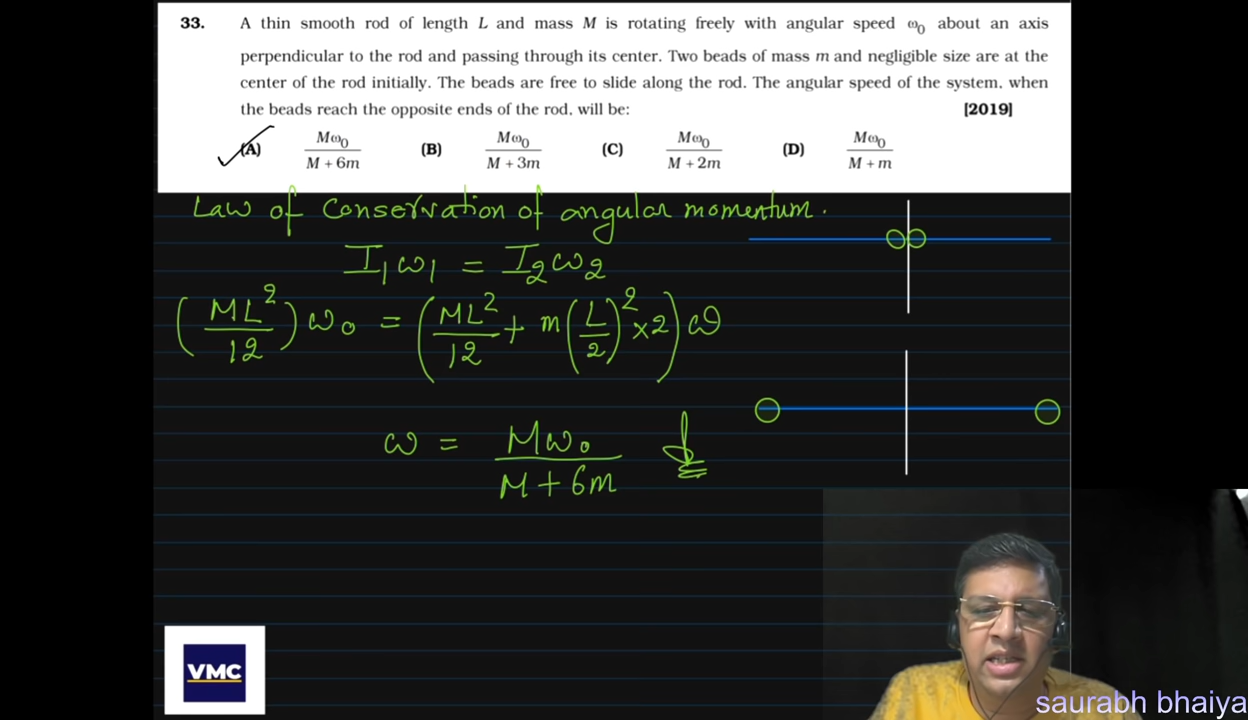 33. A thin smooth rod of length L and mass M is rotating freely with angular speed ω₀ about an axis
perpendicular to the rod and passing through its center. Two beads of mass m and negligible size are at the
center of the rod initially. The beads are free to slide along the rod. The angular speed of the system, when
the beads reach the opposite ends of the rod, will be: [2019]
(A) Mω₀/(M + 6m) (B) Mω₀/(M + 3m) (C) Mω₀/(M + 2m) (D) Mω₀/(M + m)
Law of Conservation of angular momentum.
I₁ω₁ = I₂ω₂
(ML²/12) ω₀ = (ML²/12 + m(L/2)² × 2) ω
ω = Mω₀/(M + 6m)
VMC
saurabh bhaiya